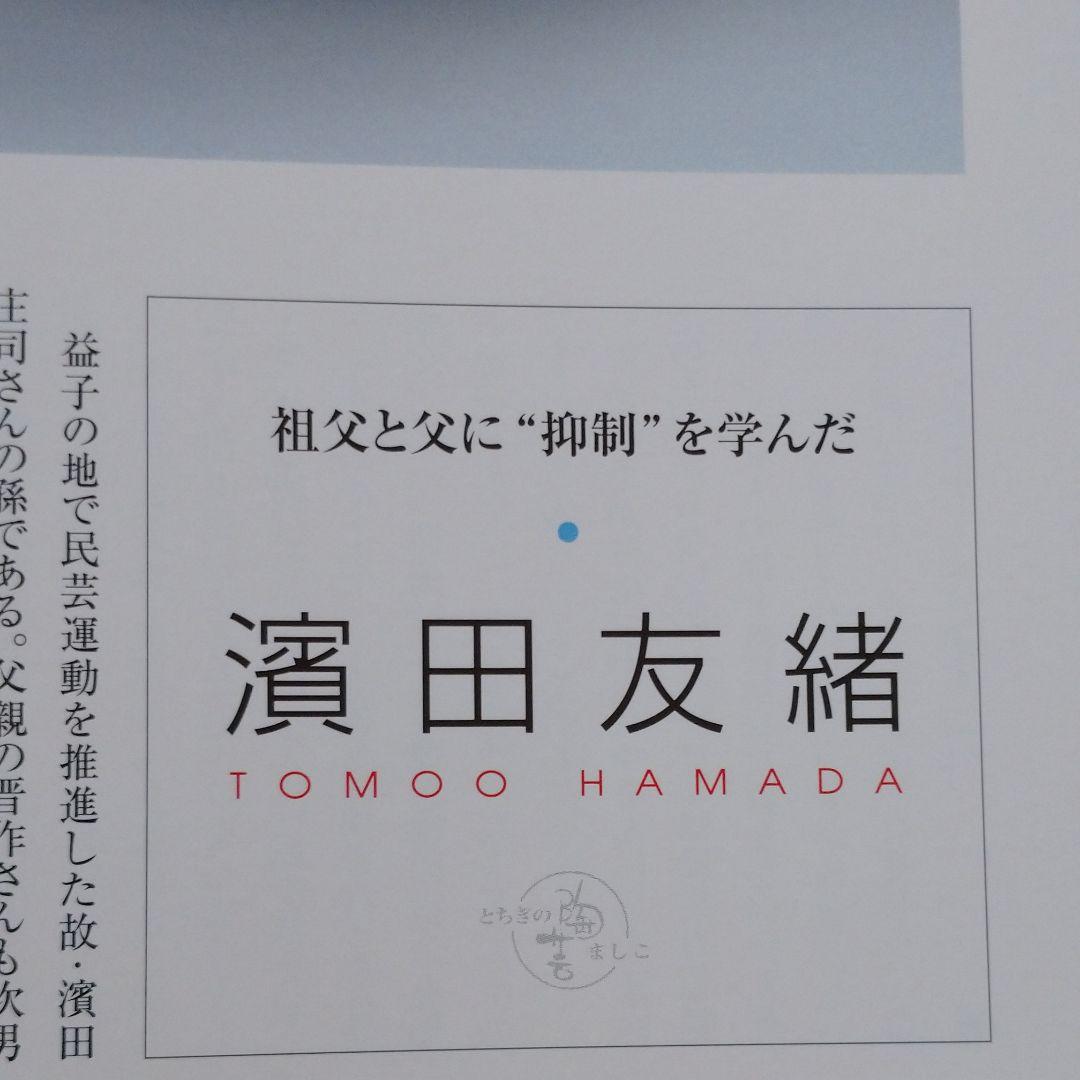 祖父と父に“抑制”を学んだ
濱田友緒
TOMOO HAMADA
とちぎの陶芸ましこ
益子の地で民芸運動を推進した故・濱田
庄司さんの孫である。父親の晋作さんも次男